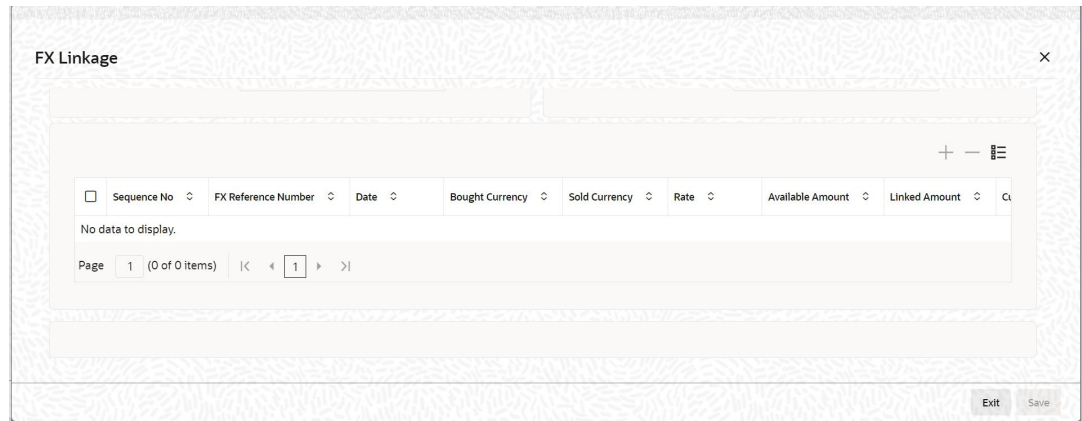 FX Linkage
Sequence No FX Reference Number Date Bought Currency Sold Currency Rate Available Amount Linked Amount
No data to display.
Page 1 (0 of 0 items) 1
Exit Save